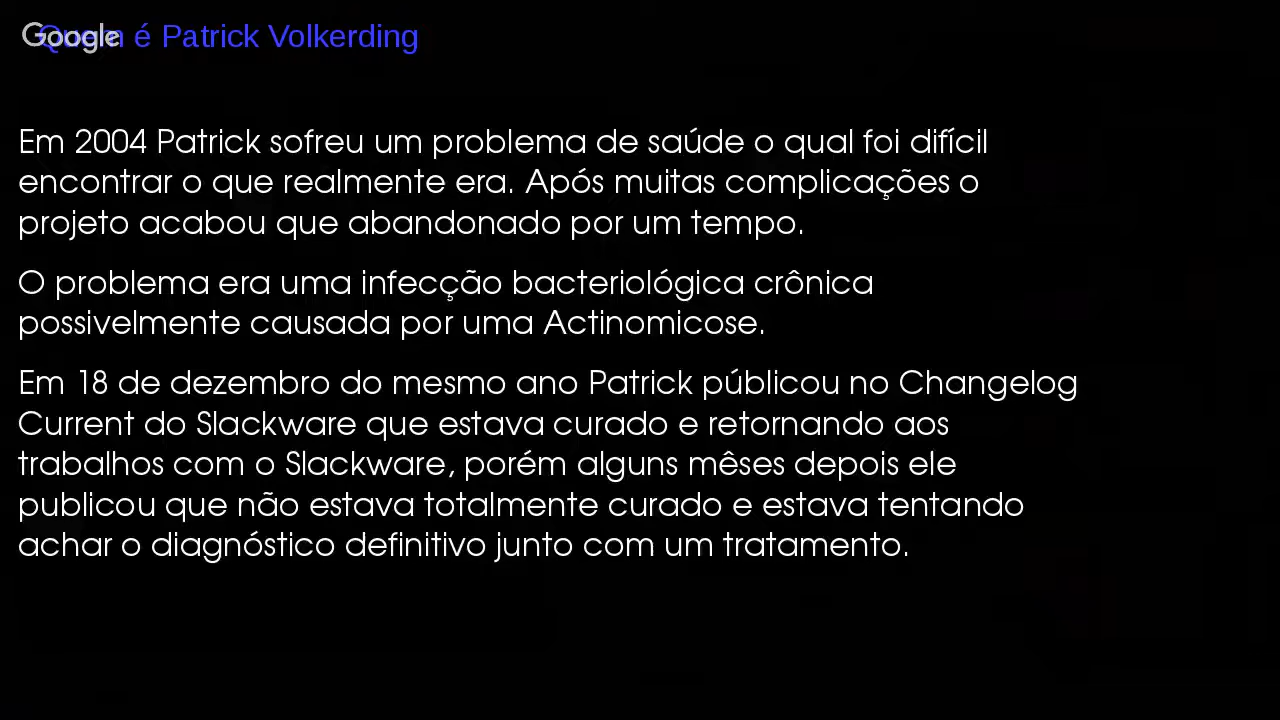 Google
Quem é Patrick Volkerding
Em 2004 Patrick sofreu um problema de saúde o qual foi difícil
encontrar o que realmente era. Após muitas complicações o
projeto acabou que abandonado por um tempo.
O problema era uma infecção bacteriológica crônica
possivelmente causada por uma Actinomicose.
Em 18 de dezembro do mesmo ano Patrick públicou no Changelog
Current do Slackware que estava curado e retornando aos
trabalhos com o Slackware, porém alguns mêses depois ele
publicou que não estava totalmente curado e estava tentando
achar o diagnóstico definitivo junto com um tratamento.